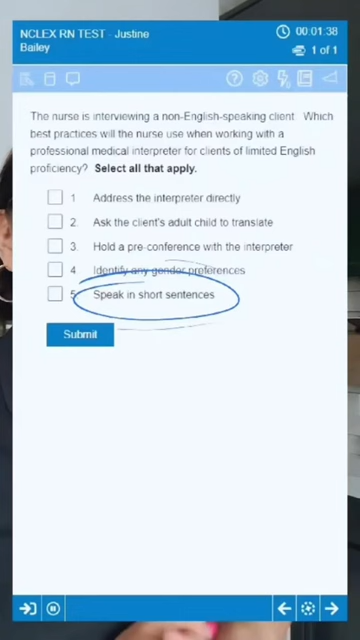 NCLEX RN TEST - Justine
Bailey
00:01:38
1 of 1
The nurse is interviewing a non-English-speaking client. Which
best practices will the nurse use when working with a
professional medical interpreter for clients of limited English
proficiency? Select all that apply.
1 Address the interpreter directly
2. Ask the client's adult child to translate
3. Hold a pre-conference with the interpreter
4 Identify any gender preferences
5 Speak in short sentences
Submit